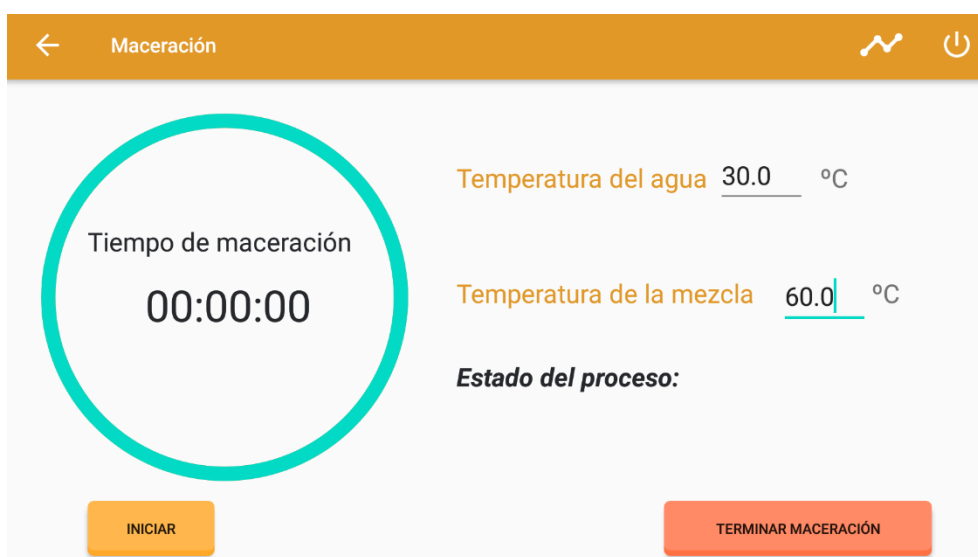 Maceración
Temperatura del agua 30.0 ºC
Tiempo de maceración
00:00:00
Temperatura de la mezcla 60.0 ºC
Estado del proceso:
INICIAR
TERMINAR MACERACIÓN